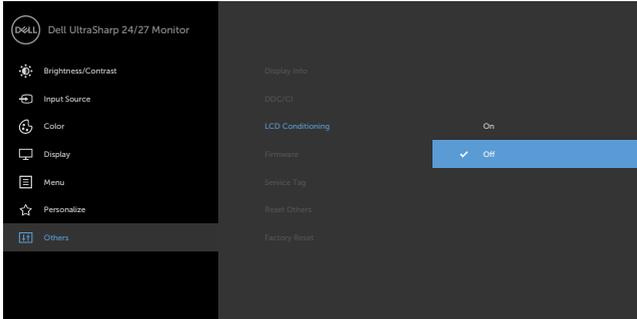 DELL
Dell UltraSharp 24/27 Monitor
Brightness/Contrast
Input Source
Color
Display
Menu
Personalize
Others
Display Info
DDC/CI
LCD Conditioning
Firmware
Service Tag
Reset Others
Factory Reset
On
Off